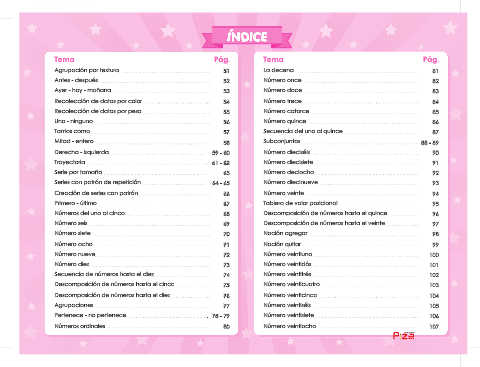 ÍNDICE
Tema Pág.
Agrupación por textura 51
Antes - después 52
Ayer - hoy - mañana 53
Recolección de datos por color 54
Recolección de datos por peso 55
Uno - ninguno 56
Tantos como 57
Mitad - entero 58
Derecha - izquierda 59 - 60
Trayectoria 61 - 62
Serie por tamaño 63
Series con patrón de repetición 64 - 65
Creación de series con patrón 66
Primero - último 67
Números del uno al cinco 68
Número seis 69
Número siete 70
Número ocho 71
Número nueve 72
Número diez 73
Secuencia de números hasta el diez 74
Descomposición de números hasta el cinco 75
Descomposición de números hasta el diez 76
Agrupaciones 77
Pertenece - no pertenece 78 - 79
Números ordinales 80
Tema Pág.
La decena 81
Número once 82
Número doce 83
Número trece 84
Número catorce 85
Número quince 86
Secuencia del uno al quince 87
Subconjuntos 88 - 89
Número dieciséis 90
Número diecisiete 91
Número dieciocho 92
Número diecinueve 93
Número veinte 94
Tablero de valor posicional 95
Descomposición de números hasta el quince 96
Descomposición de números hasta el veinte 97
Noción agregar 98
Noción quitar 99
Número veintiuno 100
Número veintidós 101
Número veintitrés 102
Número veinticuatro 103
Número veinticinco 104
Número veintiséis 105
Número veintisiete 106
Número veintiocho 107